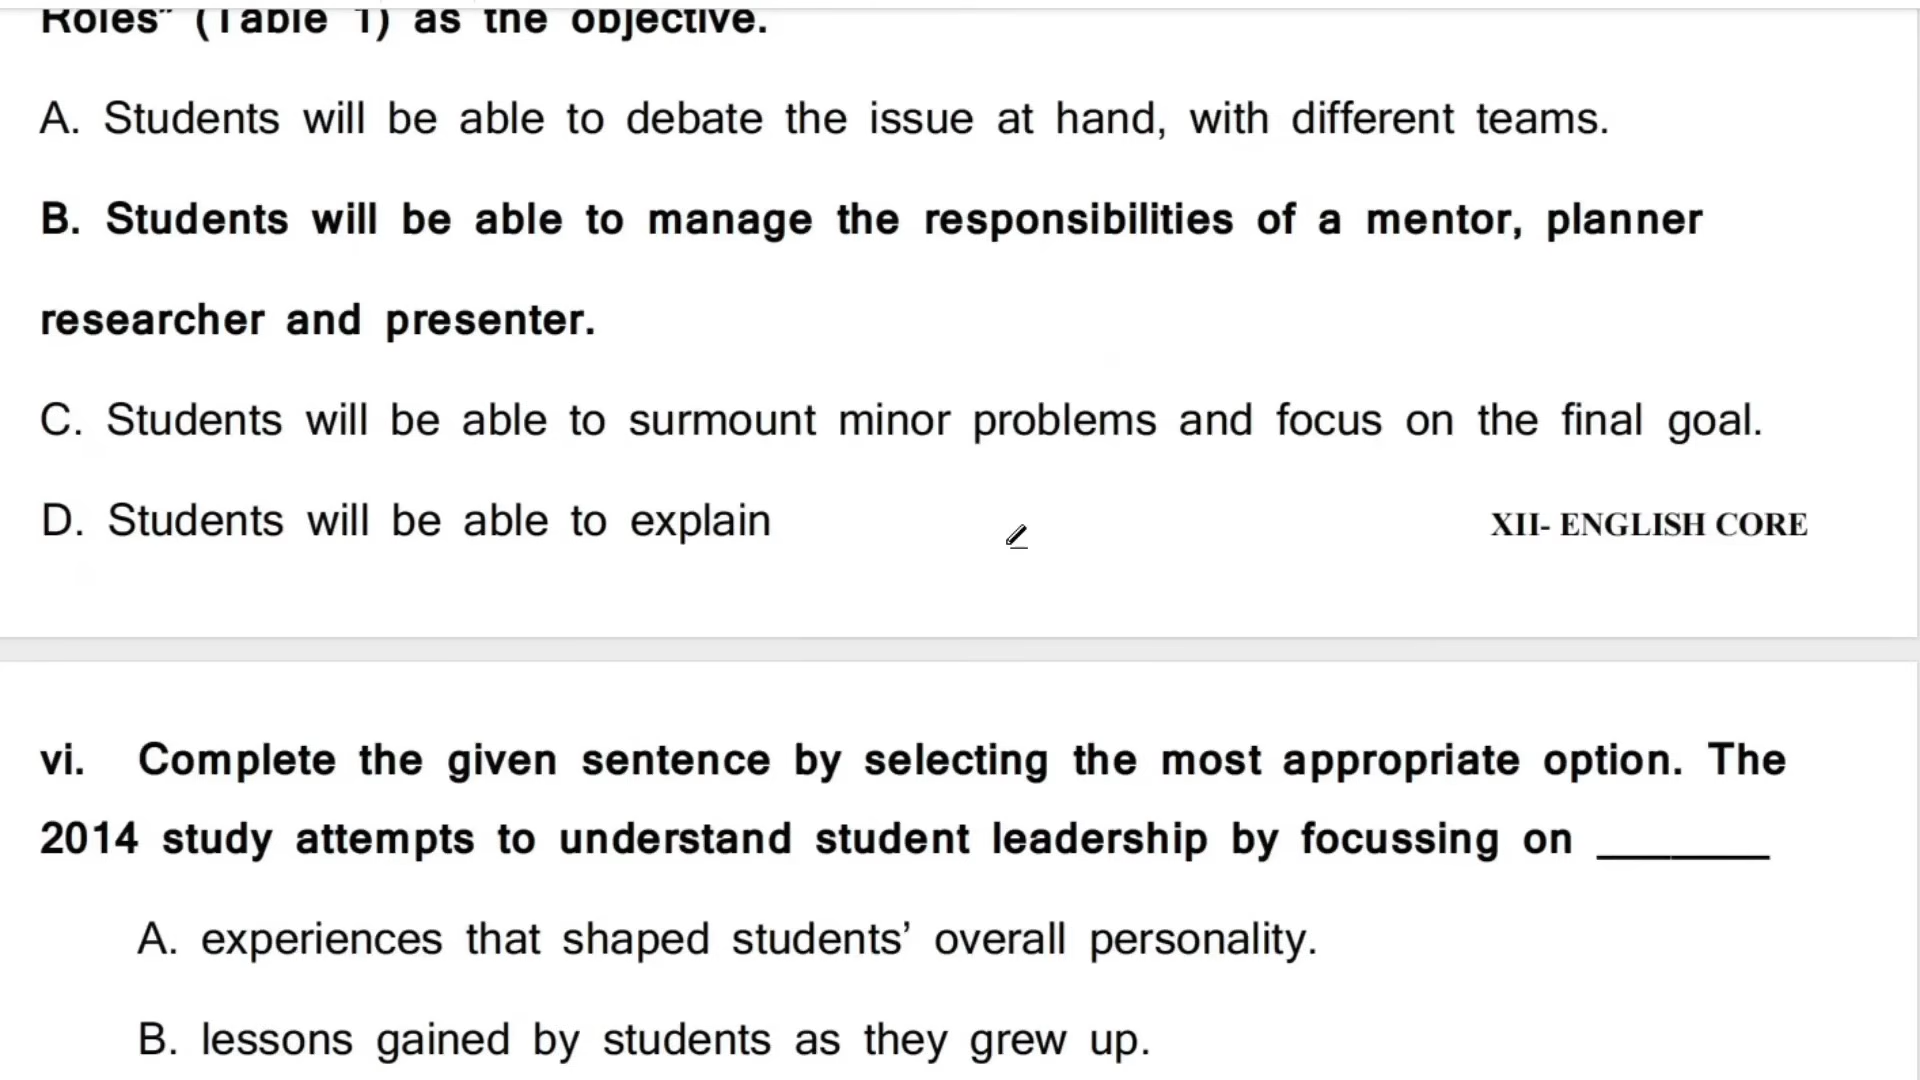 Roles" (Table 1) as the objective.
A. Students will be able to debate the issue at hand, with different teams.
B. Students will be able to manage the responsibilities of a mentor, planner
researcher and presenter.
C. Students will be able to surmount minor problems and focus on the final goal.
D. Students will be able to explain
XII- ENGLISH CORE
vi. Complete the given sentence by selecting the most appropriate option. The
2014 study attempts to understand student leadership by focussing on _______
A. experiences that shaped students’ overall personality.
B. lessons gained by students as they grew up.